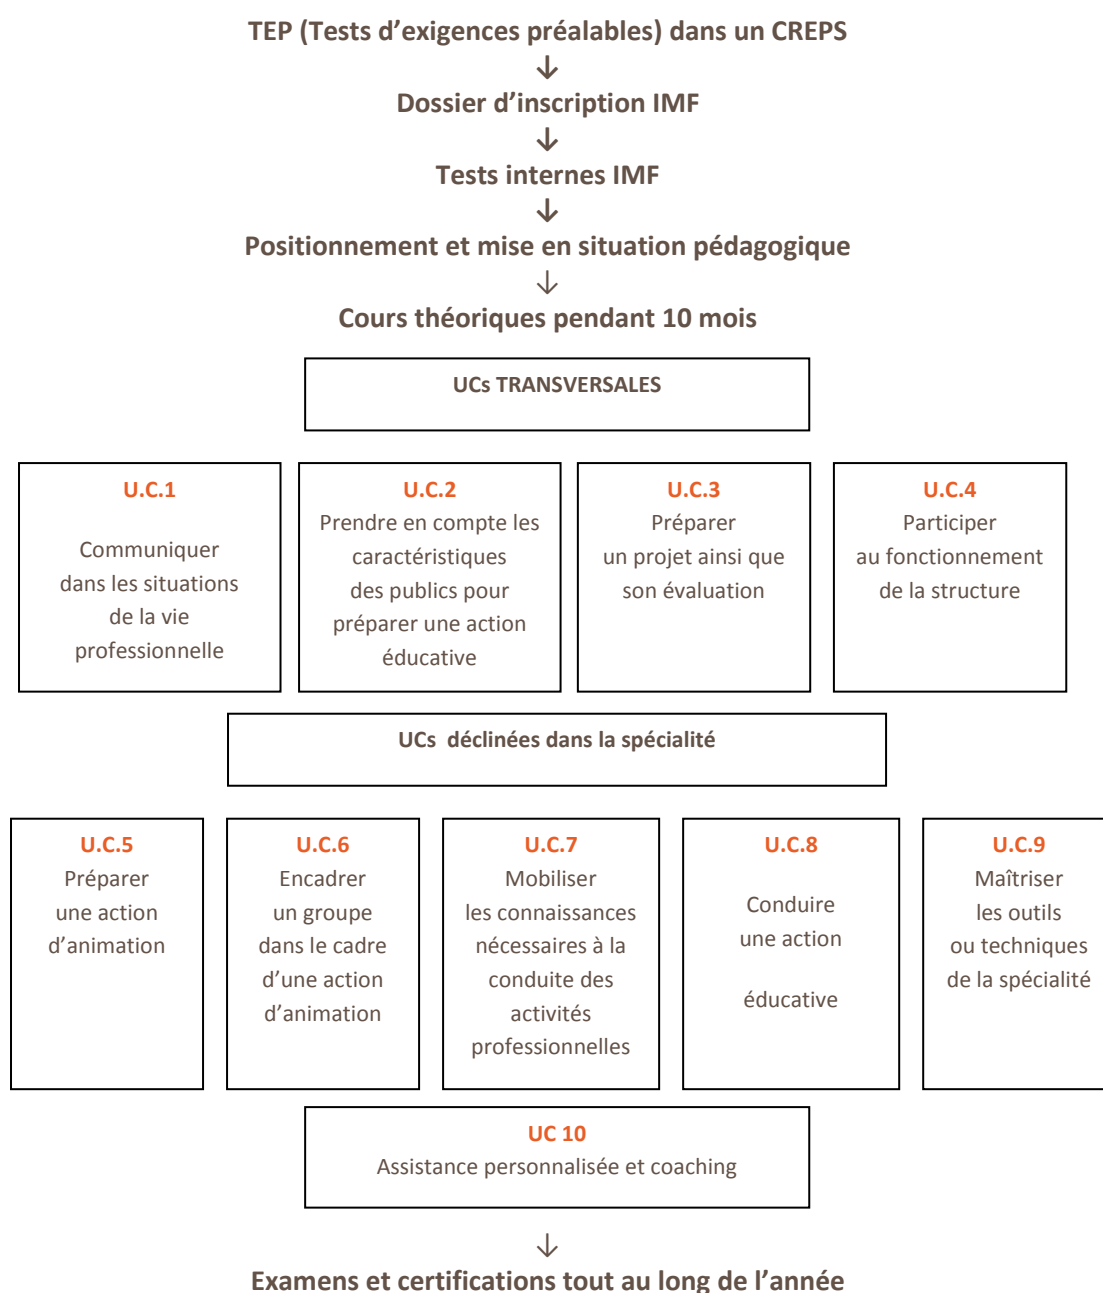 TEP (Tests d’exigences préalables) dans un CREPS
↓
Dossier d’inscription IMF
↓
Tests internes IMF
↓
Positionnement et mise en situation pédagogique
↓
Cours théoriques pendant 10 mois
UCs TRANSVERSALES
U.C.1
Communiquer
dans les situations
de la vie
professionnelle
U.C.2
Prendre en compte les
caractéristiques
des publics pour
préparer une action
éducative
U.C.3
Préparer
un projet ainsi que
son évaluation
U.C.4
Participer
au fonctionnement
de la structure
UCs déclinées dans la spécialité
U.C.5
Préparer
une action
d’animation
U.C.6
Encadrer
un groupe
dans le cadre
d’une action
d’animation
U.C.7
Mobiliser
les connaissances
nécessaires à la
conduite des
activités
professionnelles
U.C.8
Conduire
une action
éducative
U.C.9
Maîtriser
les outils
ou techniques
de la spécialité
UC 10
Assistance personnalisée et coaching
↓
Examens et certifications tout au long de l’année